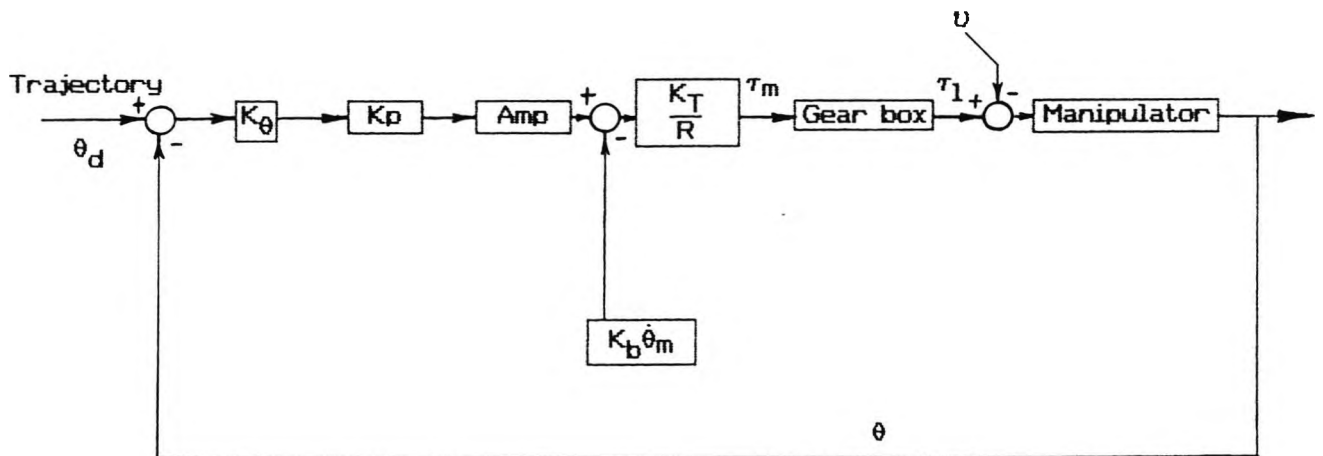 υ
Trajectory
+
θd
-
Kθ
Kp
Amp
+
-
KT
R
τm
Gear box
τl
+
-
Manipulator
Kbθ̇m
θ